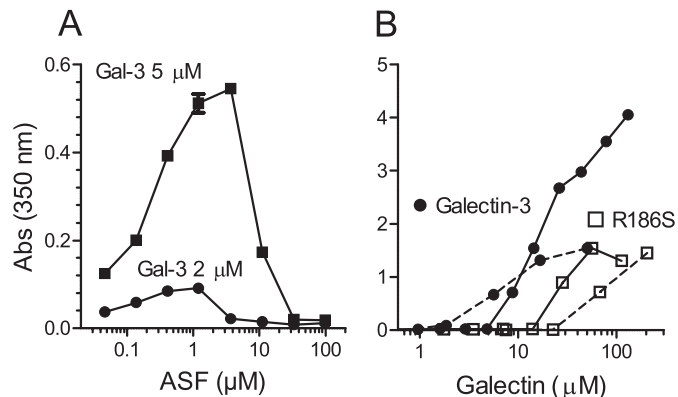 A
B
0.6
0.4
0.2
0.0
Abs (350 nm)
Gal-3 5 μM
Gal-3 2 μM
0.1
1
10
100
ASF (μM)
5
4
3
2
1
0
Galectin-3
R186S
1
10
100
Galectin (μM)